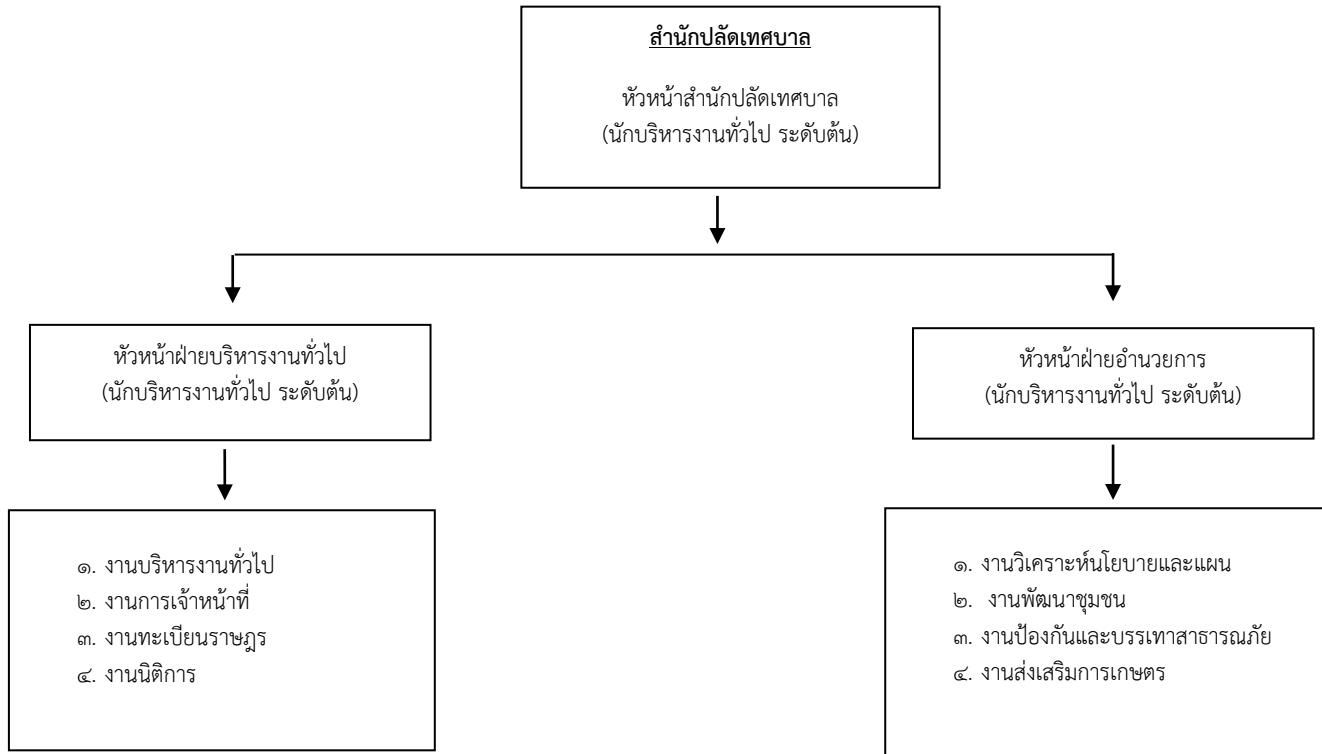 สำนักปลัดเทศบาล
หัวหน้าสำนักปลัดเทศบาล
(นักบริหารงานทั่วไป ระดับต้น)
หัวหน้าฝ่ายบริหารงานทั่วไป
(นักบริหารงานทั่วไป ระดับต้น)
๑. งานบริหารงานทั่วไป
๒. งานการเจ้าหน้าที่
๓. งานทะเบียนราษฎร
๔. งานนิติการ
หัวหน้าฝ่ายอำนวยการ
(นักบริหารงานทั่วไป ระดับต้น)
๑. งานวิเคราะห์นโยบายและแผน
๒. งานพัฒนาชุมชน
๓. งานป้องกันและบรรเทาสาธารณภัย
๔. งานส่งเสริมการเกษตร